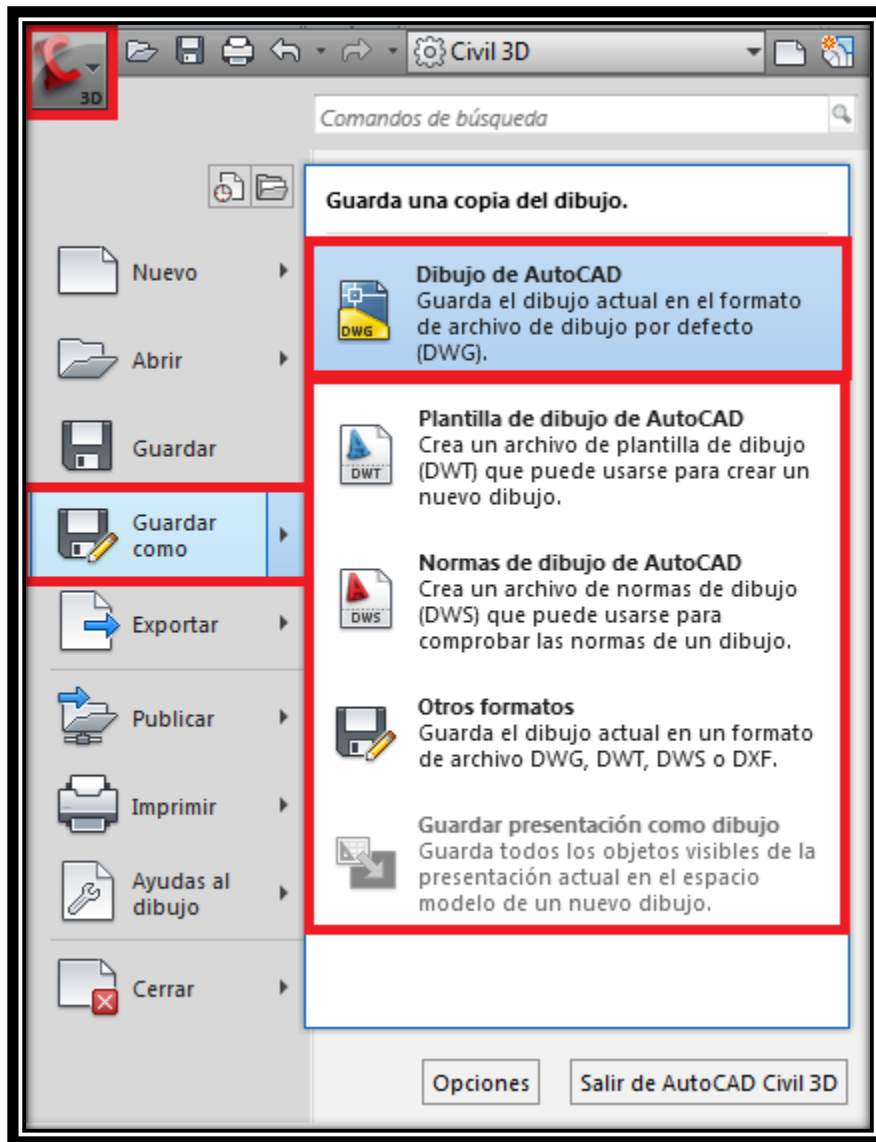 3D
Civil 3D
Comandos de búsqueda
Guarda una copia del dibujo.
Nuevo
Abrir
Guardar
Guardar
como
Exportar
Publicar
Imprimir
Ayudas al
dibujo
Cerrar
DWG
Dibujo de AutoCAD
Guarda el dibujo actual en el formato
de archivo de dibujo por defecto
(DWG).
DWT
Plantilla de dibujo de AutoCAD
Crea un archivo de plantilla de dibujo
(DWT) que puede usarse para crear un
nuevo dibujo.
DWS
Normas de dibujo de AutoCAD
Crea un archivo de normas de dibujo
(DWS) que puede usarse para
comprobar las normas de un dibujo.
Otros formatos
Guarda el dibujo actual en un formato
de archivo DWG, DWT, DWS o DXF.
Guardar presentación como dibujo
Guarda todos los objetos visibles de la
presentación actual en el espacio
modelo de un nuevo dibujo.
Opciones
Salir de AutoCAD Civil 3D